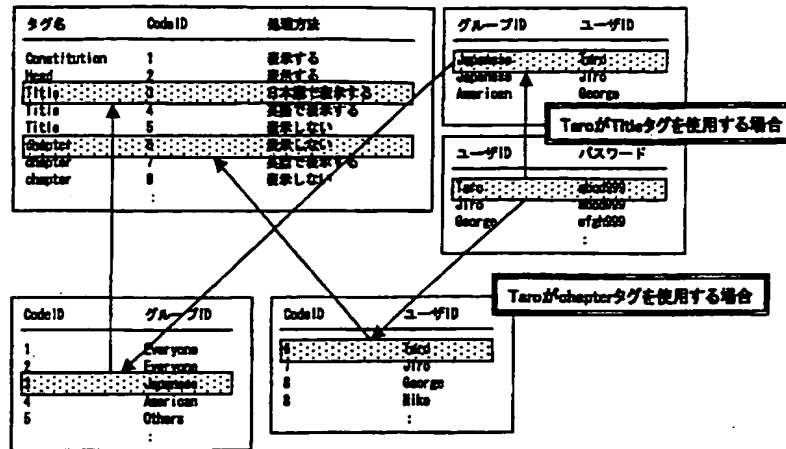 タグ名 CodeID 処理方法
Constitution 1 表示する
Head 2 表示する
Title 3 日本語で表示する
Title 4 英語で表示する
Title 5 表示しない
chapter 6 表示しない
chapter 7 英語で表示する
chapter 8 表示しない
:
グループID ユーザID
Japanese Taro
Japanese Jiro
American George
TaroがTitleタグを使用する場合
ユーザID パスワード
Taro abcd999
Jiro abcd999
George efgh999
:
Taroがchapterタグを使用する場合
CodeID グループID
1 Everyone
2 Everyone
3 Japanese
4 American
5 Others
:
CodeID ユーザID
6 Taro
7 Jiro
8 George
8 Mike
: